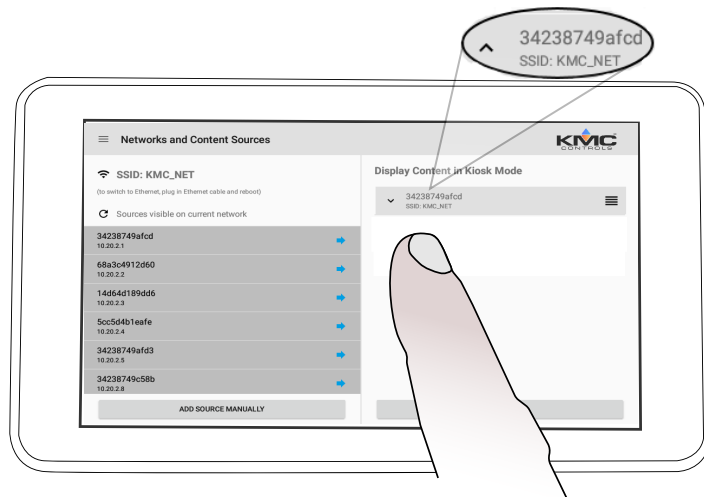 34238749afcd
SSID: KMC_NET
Networks and Content Sources
KMC
CONTROLS
SSID: KMC_NET
(to switch to Ethernet, plug in Ethernet cable and reboot)
Sources visible on current network
34238749afcd
10.20.2.1
68a3c4912d60
10.20.2.2
14d64d189dd6
10.20.2.3
5cc5d4b1eafe
10.20.2.4
34238749afd3
10.20.2.5
34238749c58b
10.20.2.8
ADD SOURCE MANUALLY
Display Content in Kiosk Mode
34238749afcd
SSID: KMC_NET